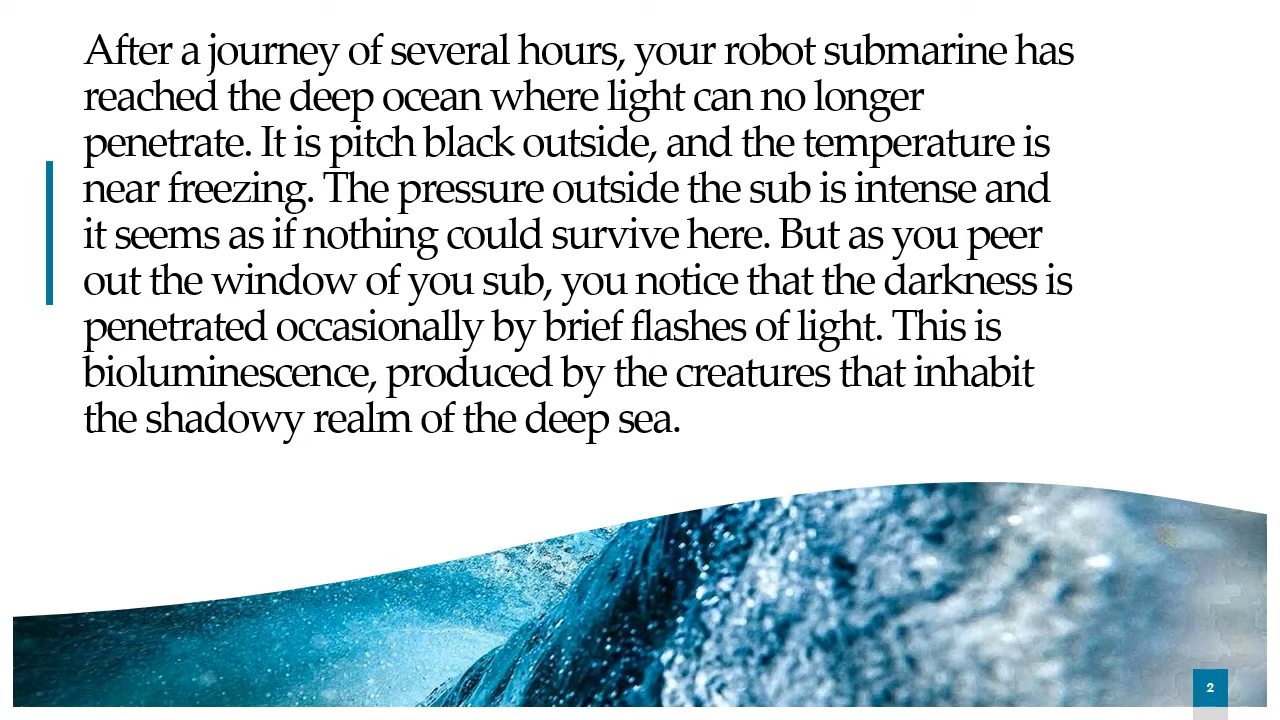 After a journey of several hours, your robot submarine has
reached the deep ocean where light can no longer
penetrate. It is pitch black outside, and the temperature is
near freezing. The pressure outside the sub is intense and
it seems as if nothing could survive here. But as you peer
out the window of you sub, you notice that the darkness is
penetrated occasionally by brief flashes of light. This is
bioluminescence, produced by the creatures that inhabit
the shadowy realm of the deep sea.
2